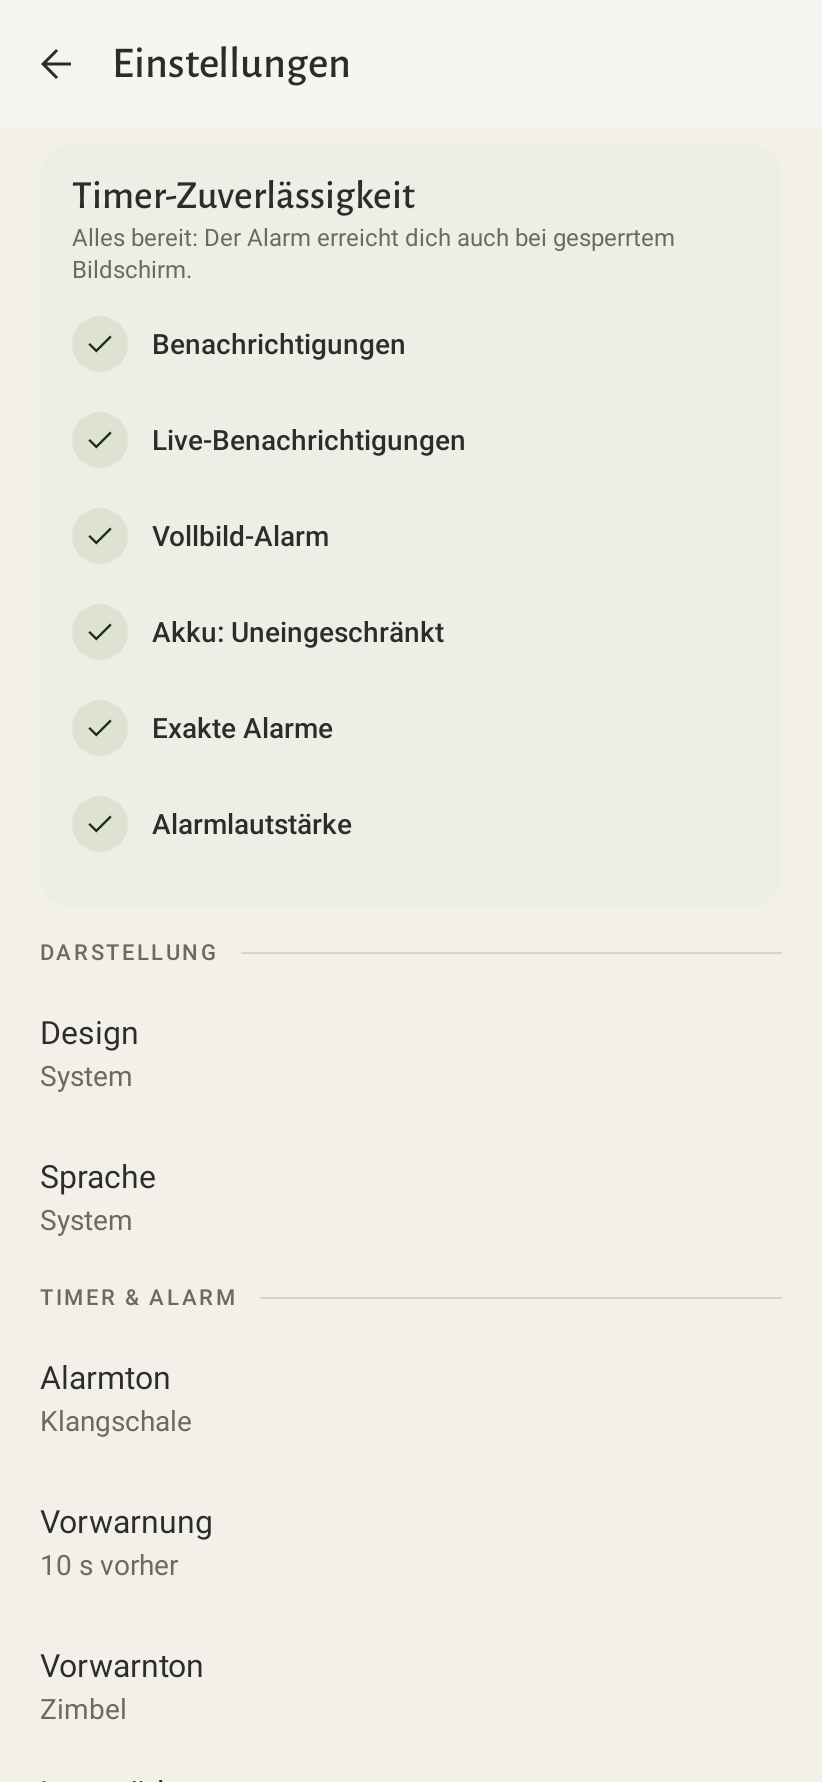 Einstellungen
Timer-Zuverlässigkeit
Alles bereit: Der Alarm erreicht dich auch bei gesperrtem
Bildschirm.
Benachrichtigungen
Live-Benachrichtigungen
Vollbild-Alarm
Akku: Uneingeschränkt
Exakte Alarme
Alarmlautstärke
DARSTELLUNG
Design
System
Sprache
System
TIMER & ALARM
Alarmton
Klangschale
Vorwarnung
10 s vorher
Vorwarnton
Zimbel